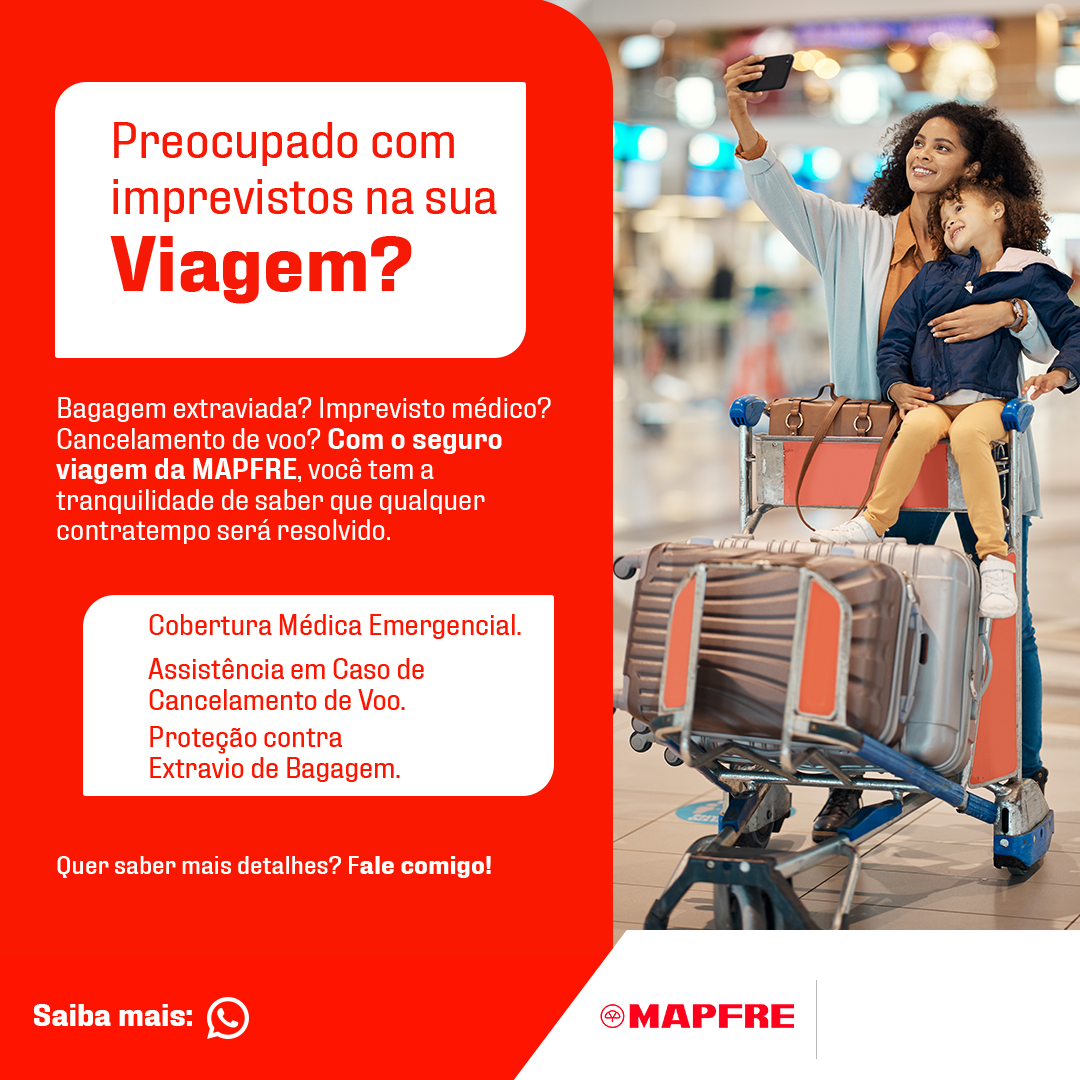 Preocupado com
imprevistos na sua
Viagem?
Bagagem extraviada? Imprevisto médico?
Cancelamento de voo? Com o seguro
viagem da MAPFRE, você tem a
tranquilidade de saber que qualquer
contratempo será resolvido.
Cobertura Médica Emergencial.
Assistência em Caso de
Cancelamento de Voo.
Proteção contra
Extravio de Bagagem.
Quer saber mais detalhes? Fale comigo!
Saiba mais:
MAPFRE